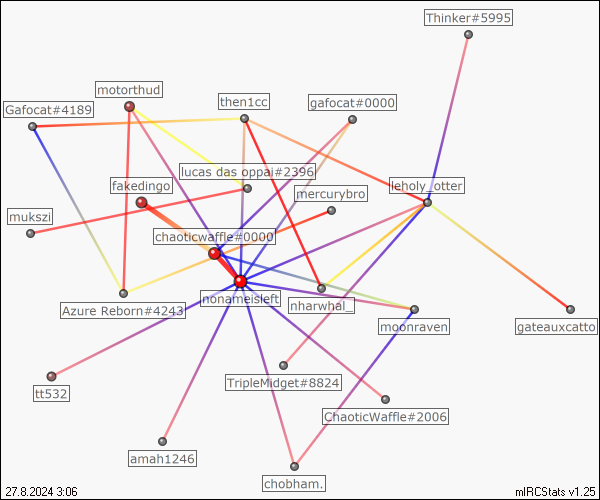 Thinker#5995
motorthud
then1cc
gafocat#0000
Gafocat#4189
lucas das oppai#2396
fakedingo
leholy_otter
mercurybro
mukszi
chaoticwaffle#0000
nonameisleft
nharwhal_
Azure Reborn#4243
moonraven
gateauxcatto
TripleMidget#8824
tt532
ChaoticWaffle#2006
amah1246
chobham.
27.8.2024 3:06
mIRCStats v1.25